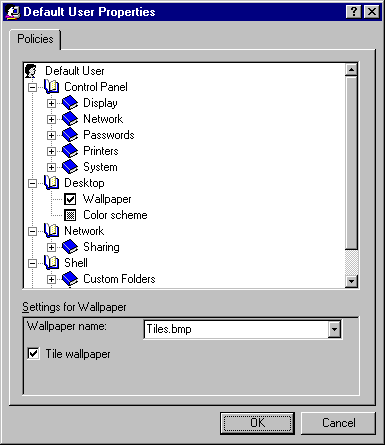 Default User Properties
Policies
Default User
Control Panel
Display
Network
Passwords
Printers
System
Desktop
Wallpaper
Color scheme
Network
Sharing
Shell
Custom Folders
Settings for Wallpaper
Wallpaper name: Tiles.bmp
Tile wallpaper
OK Cancel